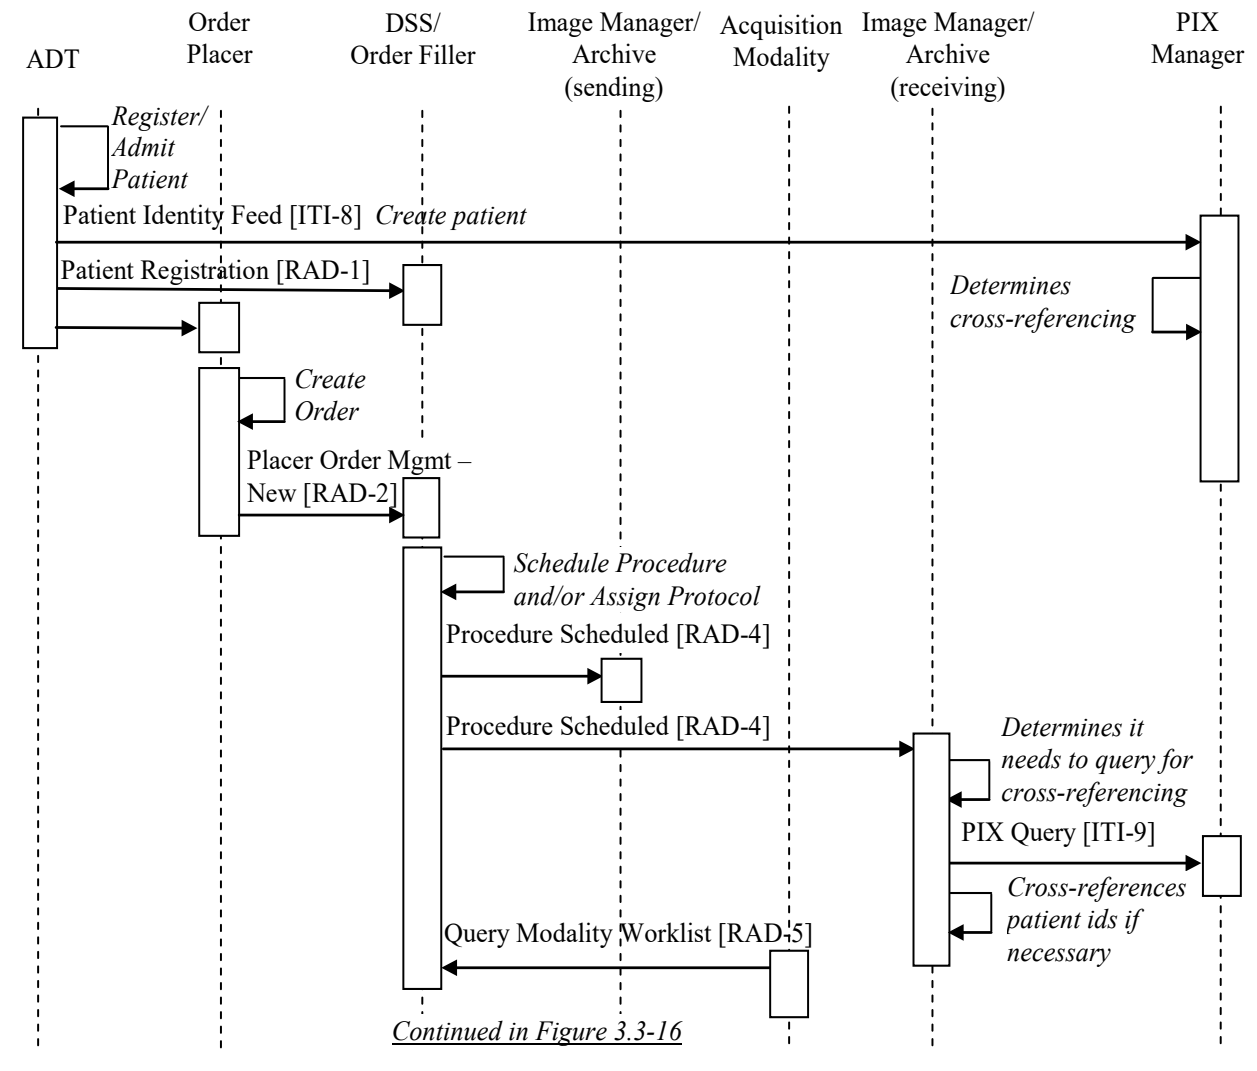 ADT
Order
Placer
DSS/
Order Filler
Image Manager/
Archive
(sending)
Acquisition
Modality
Image Manager/
Archive
(receiving)
PIX
Manager
Register/
Admit
Patient
Patient Identity Feed [ITI-8] Create patient
Patient Registration [RAD-1]
Determines
cross-referencing
Create
Order
Placer Order Mgmt –
New [RAD-2]
Schedule Procedure
and/or Assign Protocol
Procedure Scheduled [RAD-4]
Procedure Scheduled [RAD-4]
Determines it
needs to query for
cross-referencing
PIX Query [ITI-9]
Cross-references
patient ids if
necessary
Query Modality Worklist [RAD-5]
Continued in Figure 3.3-16